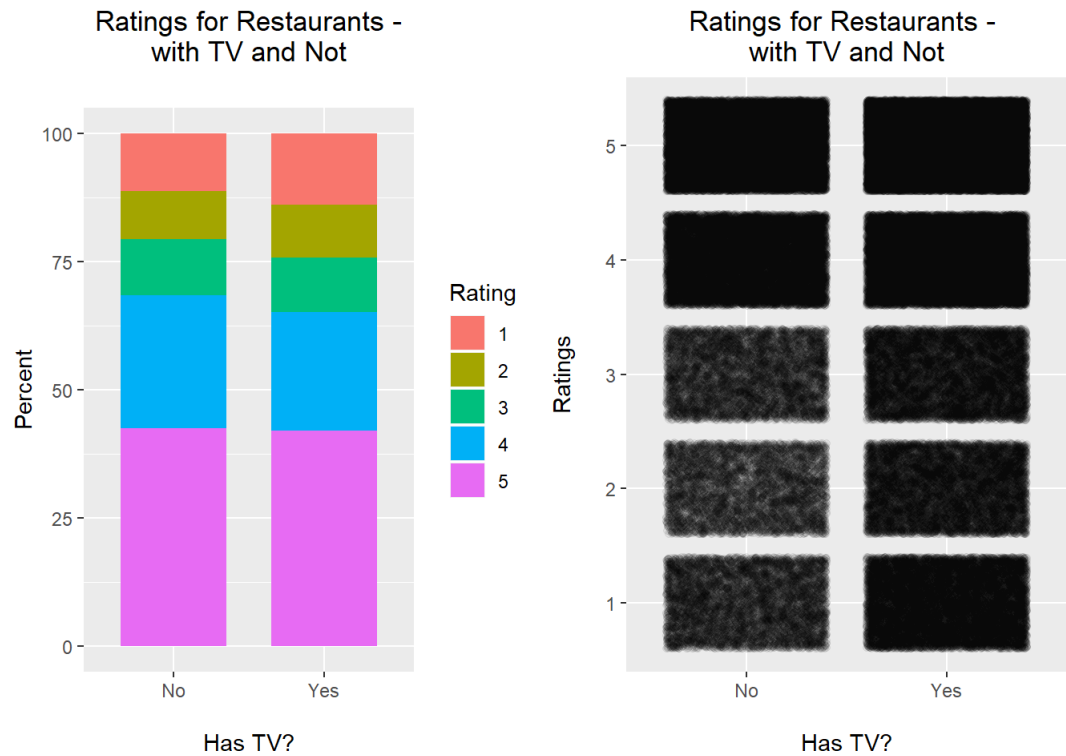 Ratings for Restaurants -
with TV and Not
Percent
100
75
50
25
0
No Yes
Has TV?
Rating
1
2
3
4
5
Ratings for Restaurants -
with TV and Not
Ratings
5
4
3
2
1
No Yes
Has TV?